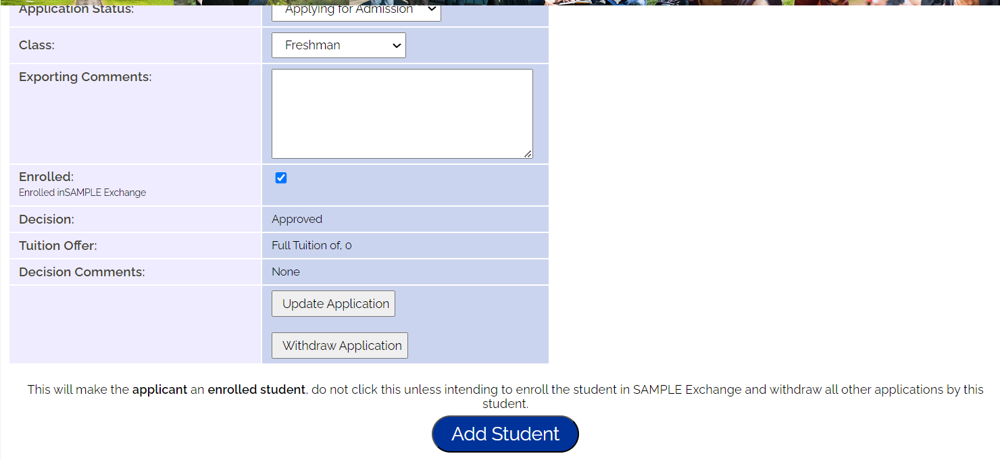 Application Status:
Applying for Admission
Class:
Freshman
Exporting Comments:
Enrolled:
Enrolled inSAMPLE Exchange
Decision:
Approved
Tuition Offer:
Full Tuition of, 0
Decision Comments:
None
Update Application
Withdraw Application
This will make the applicant an enrolled student, do not click this unless intending to enroll the student in SAMPLE Exchange and withdraw all other applications by this
student.
Add Student